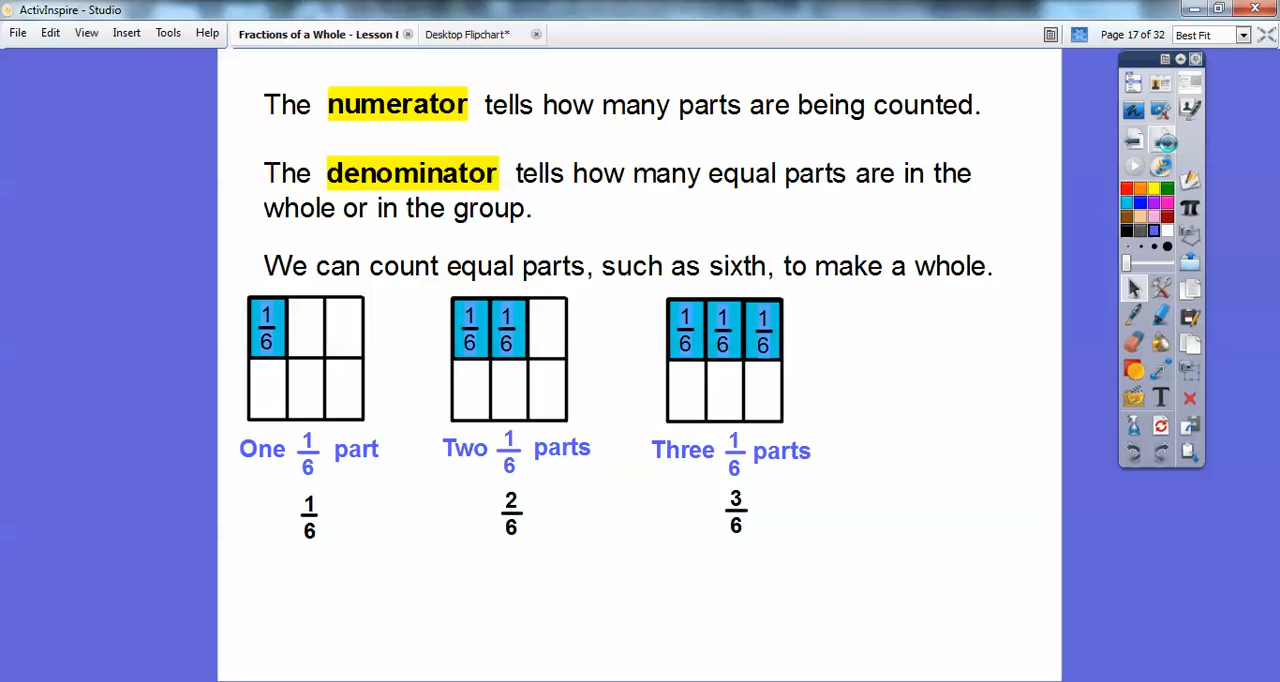 ActivInspire - Studio
File Edit View Insert Tools Help Fractions of a Whole - Lesson 8 Desktop Flipchart* Page 17 of 32 Best Fit
The numerator tells how many parts are being counted.
The denominator tells how many equal parts are in the
whole or in the group.
We can count equal parts, such as sixth, to make a whole.
1/6 1/6 1/6 1/6 1/6 1/6
One 1/6 part Two 1/6 parts Three 1/6 parts
1/6 2/6 3/6